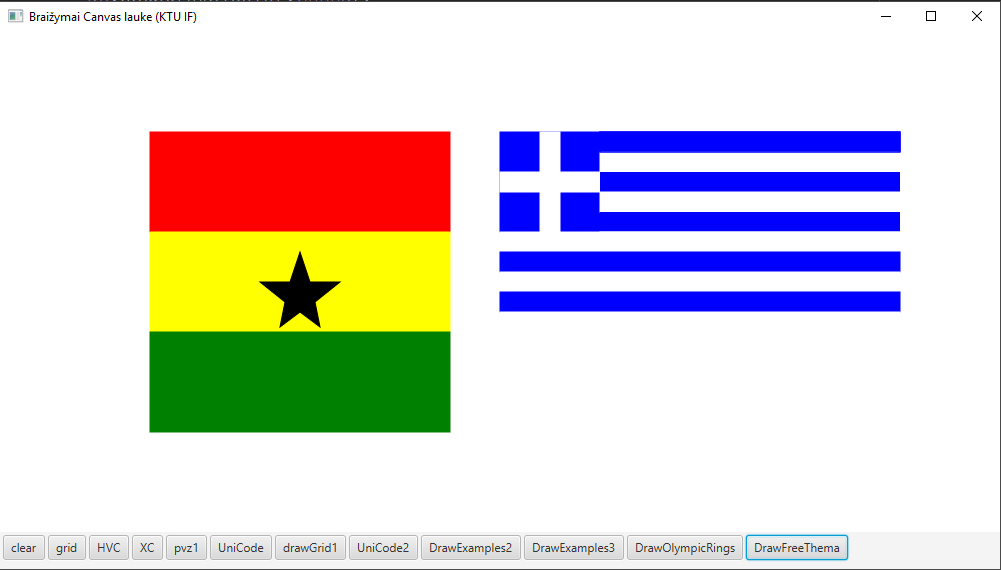 Braižymai Canvas lauke (KTU IF)
clear grid HVC XC pvz1 UniCode drawGrid1 UniCode2 DrawExamples2 DrawExamples3 DrawOlympicRings DrawFreeThema